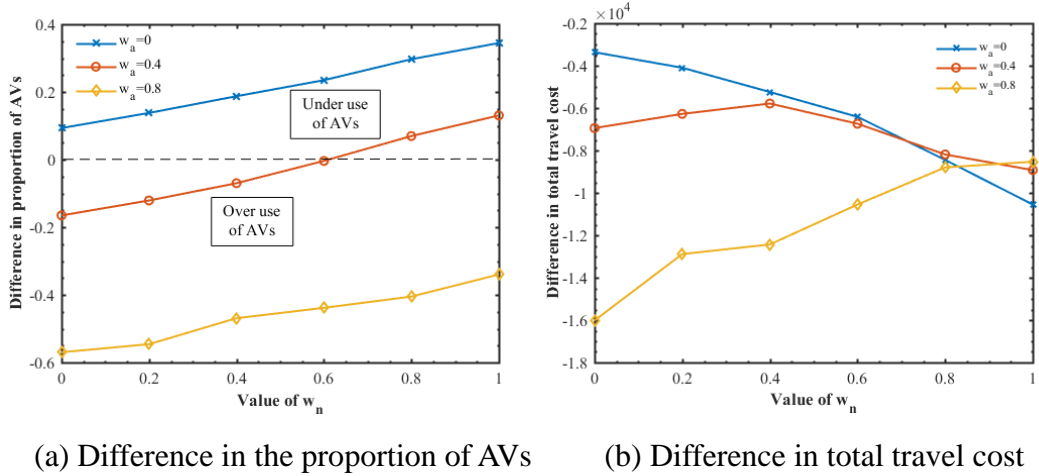 0.4
0.2
0
-0.2
-0.4
-0.6
Difference in proportion of AVs
w_a=0
w_a=0.4
w_a=0.8
Under use
of AVs
Over use
of AVs
0 0.2 0.4 0.6 0.8 1
Value of w_n
(a) Difference in the proportion of AVs
×10⁴
-0.2
-0.4
-0.6
-0.8
-1
-1.2
-1.4
-1.6
-1.8
Difference in total travel cost
w_a=0
w_a=0.4
w_a=0.8
0 0.2 0.4 0.6 0.8 1
Value of w_n
(b) Difference in total travel cost